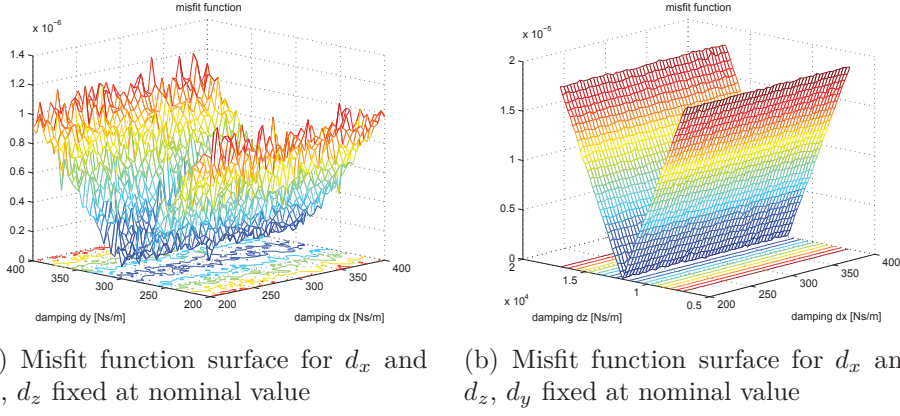 misfit function
x 10^-6
1.4
1.2
1
0.8
0.6
0.4
0.2
0
400
350
300
250
200
200
250
300
350
400
damping dy [Ns/m]
damping dx [Ns/m]
misfit function
x 10^-5
2
1.5
1
0.5
0
2
1.5
1
0.5
x 10^4
200
250
300
350
400
damping dz [Ns/m]
damping dx [Ns/m]
) Misfit function surface for d_x and
, d_z fixed at nominal value
(b) Misfit function surface for d_x an
d_z, d_y fixed at nominal value